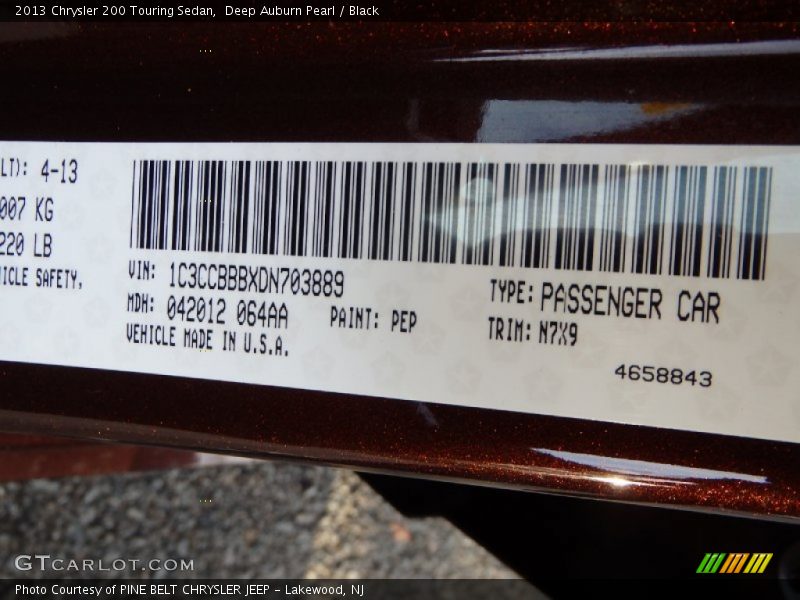 2013 Chrysler 200 Touring Sedan,  Deep Auburn Pearl / Black
LT): 4-13
007 KG
220 LB
HICLE SAFETY.
VIN: 1C3CCBBBXDN703889
TYPE: PASSENGER CAR
MDH: 042012 064AA
PAINT: PEP
TRIM: N7X9
VEHICLE MADE IN U.S.A.
4658843
GTCARLOT.COM
Photo Courtesy of PINE BELT CHRYSLER JEEP - Lakewood, NJ